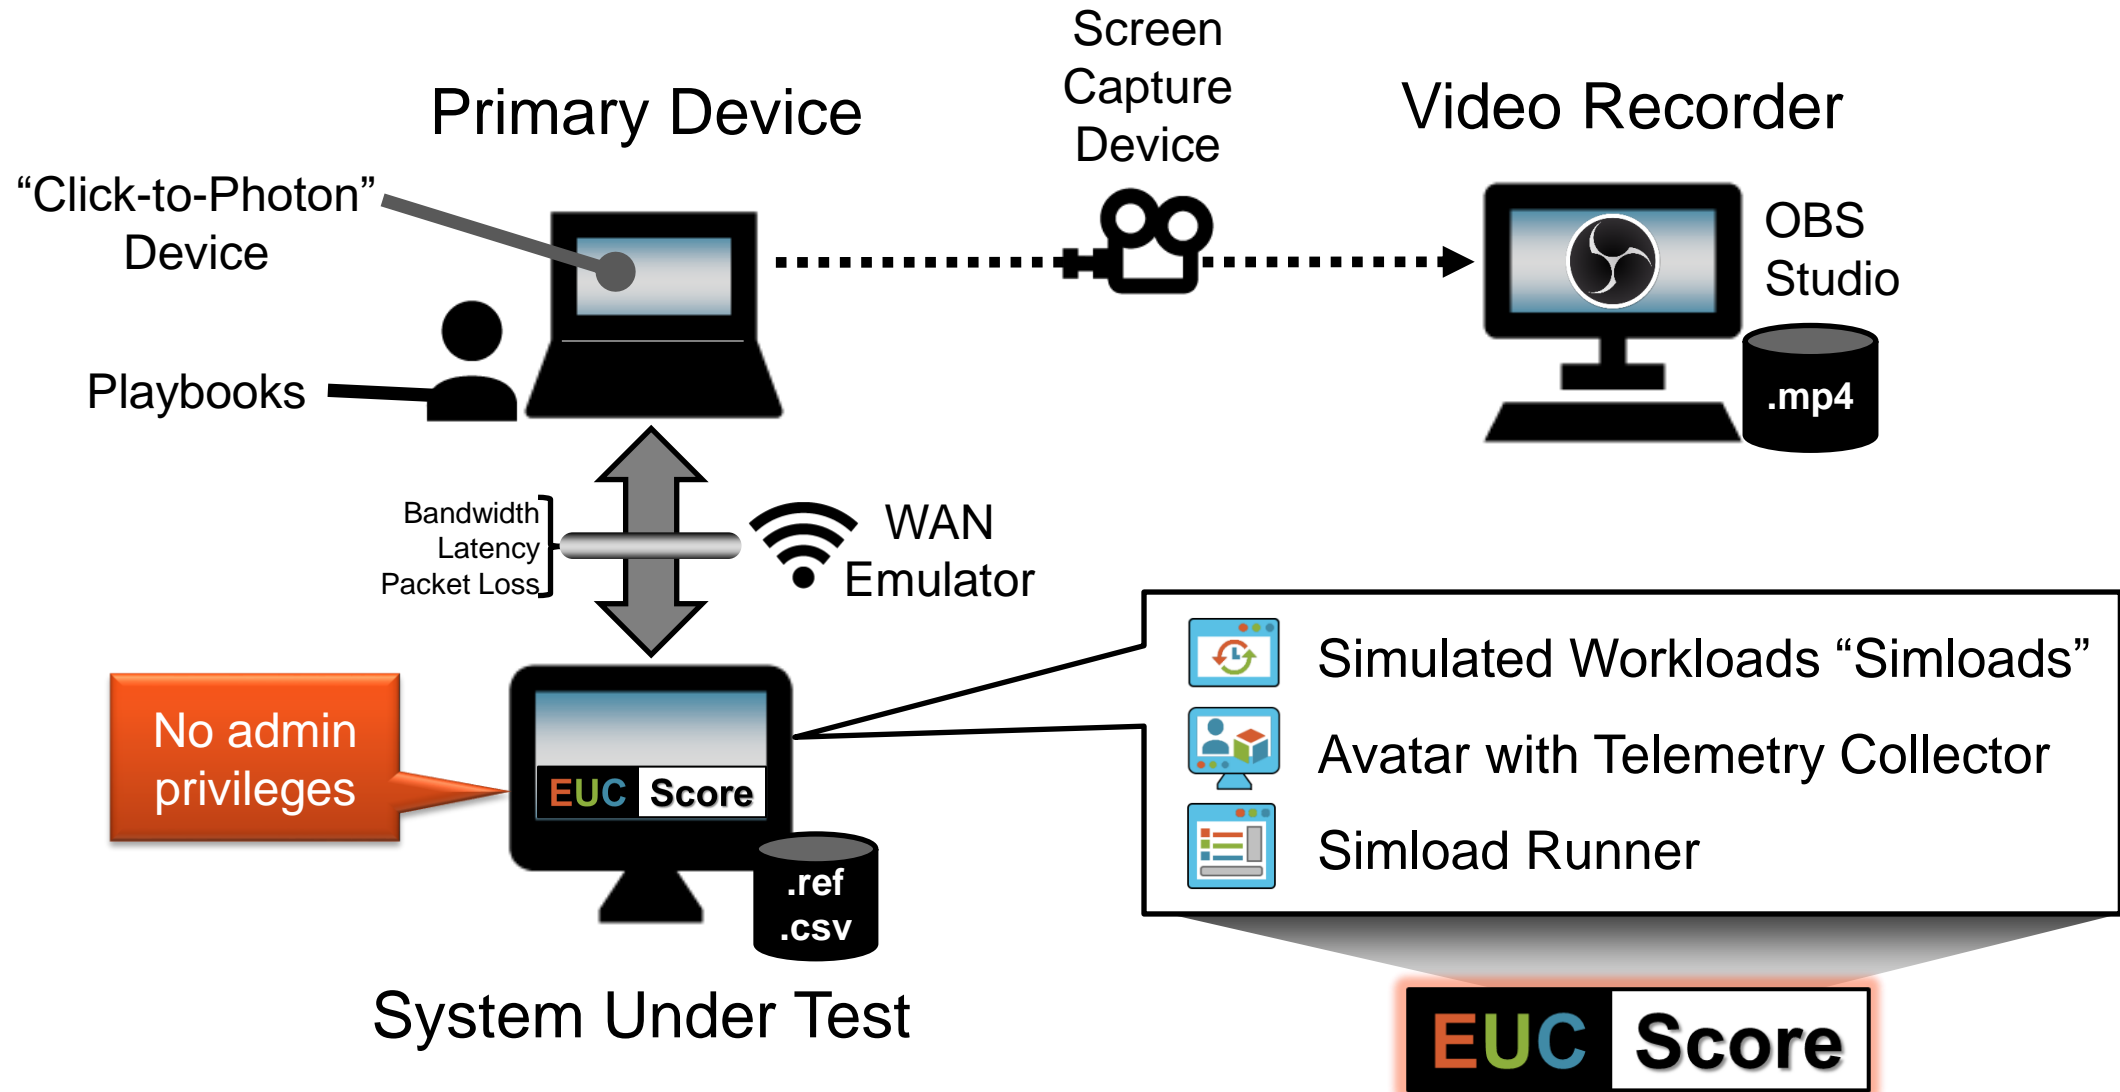 Screen
Capture
Device
Primary Device
Video Recorder
“Click-to-Photon”
Device
OBS
Studio
Playbooks
.mp4
Bandwidth
Latency
Packet Loss
WAN
Emulator
Simulated Workloads “Simloads”
Avatar with Telemetry Collector
Simload Runner
No admin
privileges
EUC Score
.ref
.csv
System Under Test
EUC Score